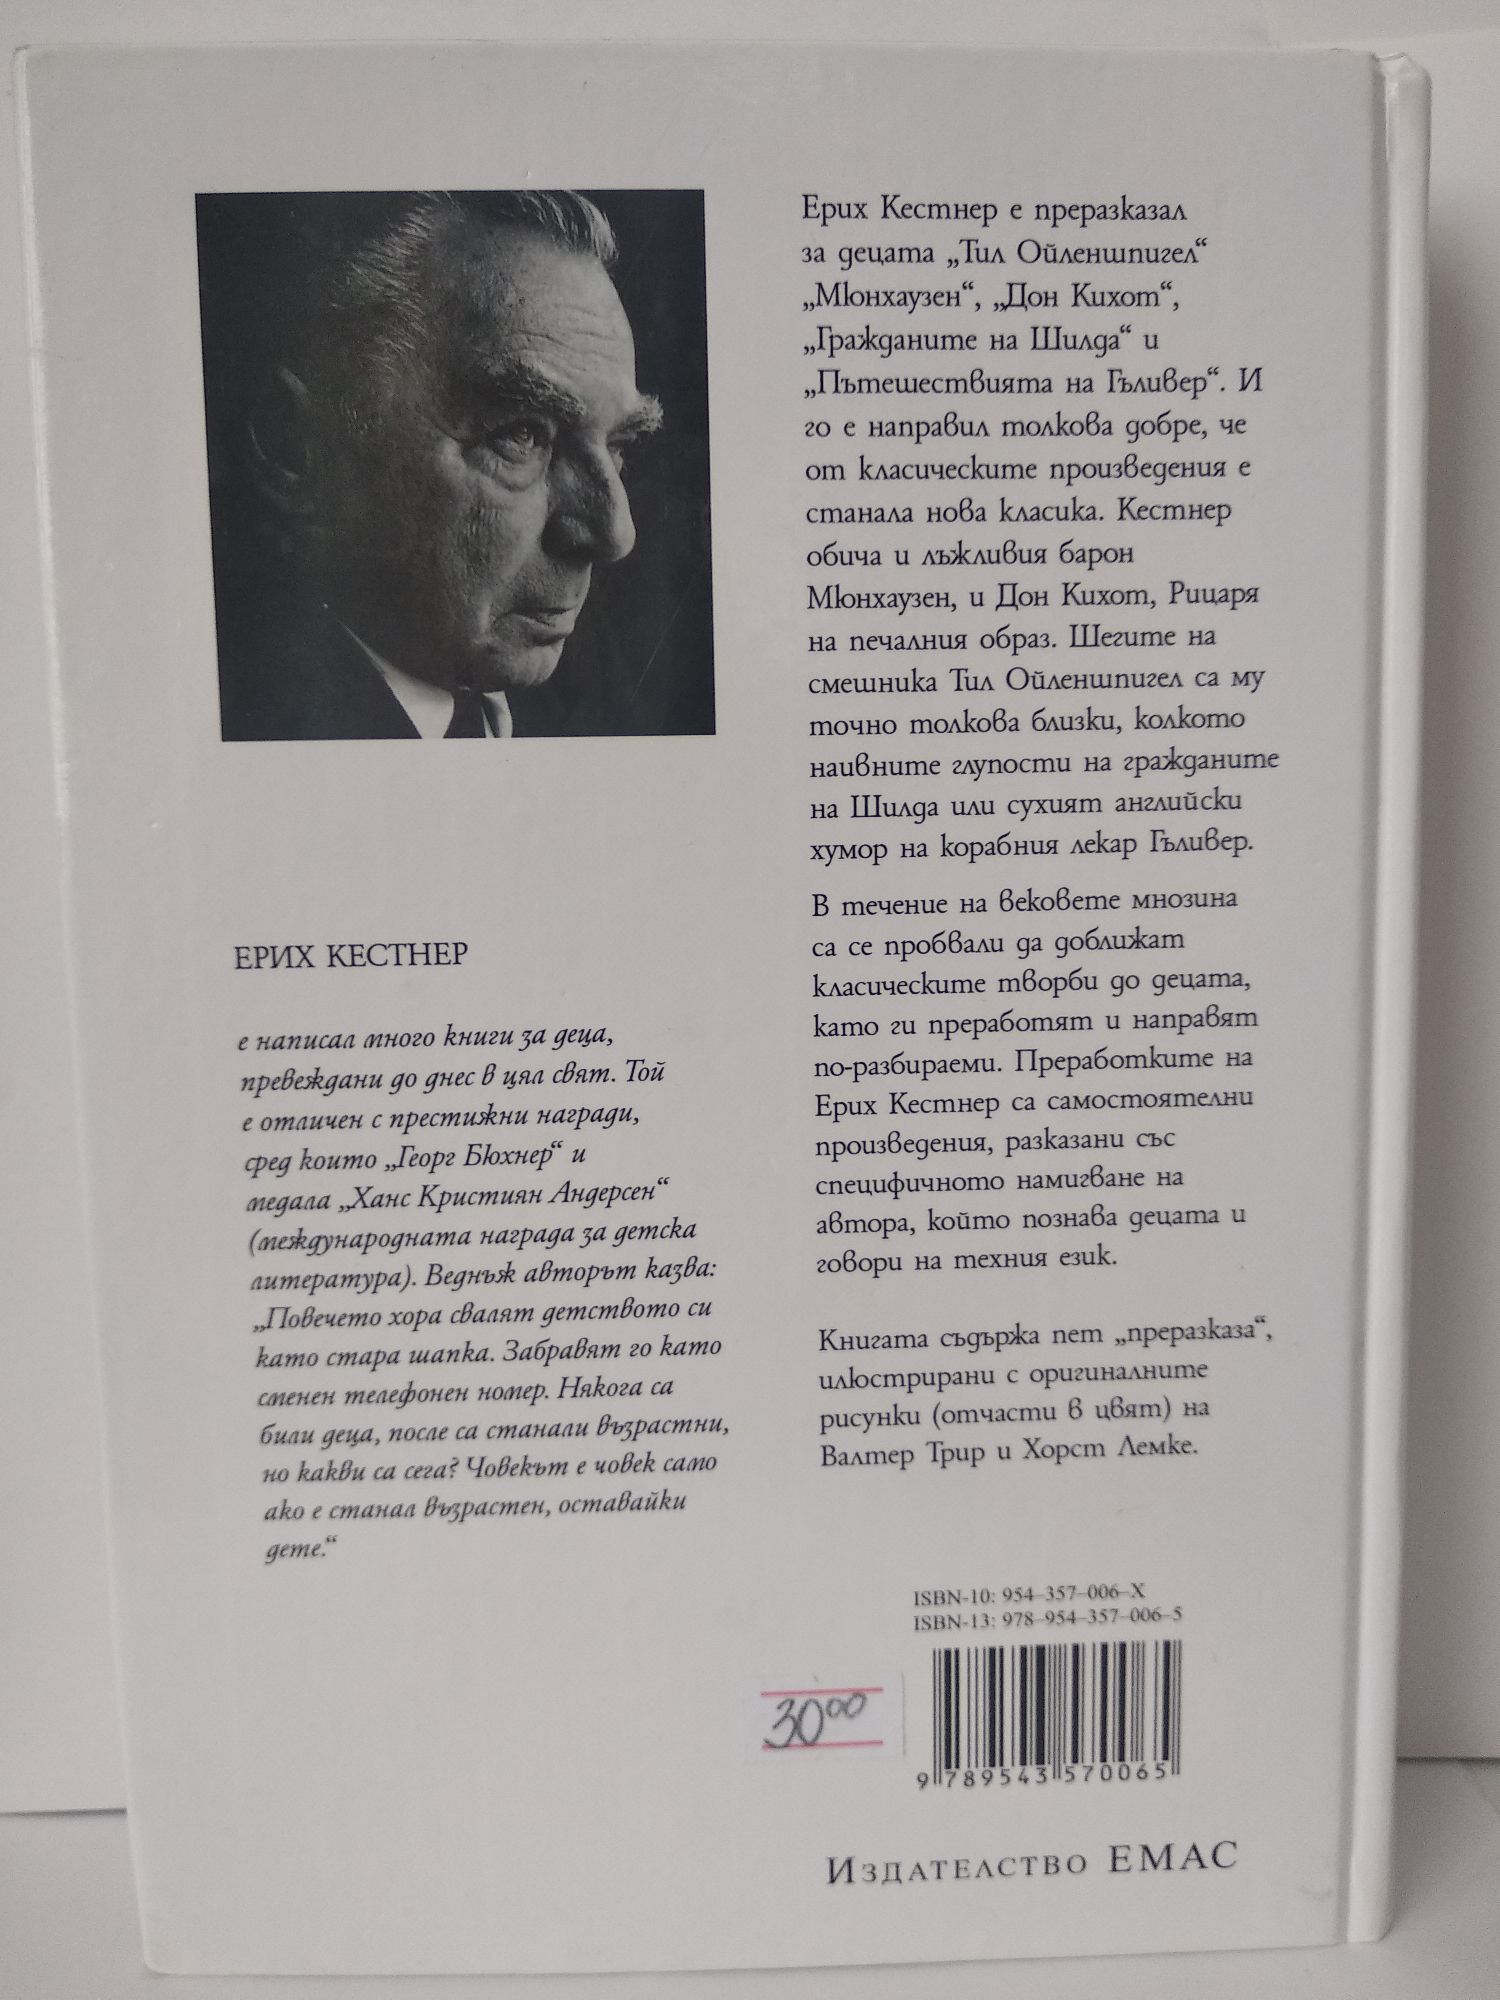 Ерих Кестнер е преразказал
за децата „Тил Ойленшпигел“
„Мюнхаузен“, „Дон Кихот“,
„Гражданите на Шилда“ и
„Пътешествията на Гъливер“. И
го е направил толкова добре, че
от класическите произведения е
станала нова класика. Кестнер
обича и лъжливия барон
Мюнхаузен, и Дон Кихот, Рицаря
на печалния образ. Шегите на
смешника Тил Ойленшпигел са му
точно толкова близки, колкото
наивните глупости на гражданите
на Шилда или сухият английски
хумор на корабния лекар Гъливер.
В течение на вековете мнозина
са се пробвали да доближат
класическите творби до децата,
като ги преработят и направят
по-разбираеми. Преработките на
Ерих Кестнер са самостоятелни
произведения, разказани със
специфичното намигване на
автора, който познава децата и
говори на техния език.
Книгата съдържа пет „преразказа“,
илюстрирани с оригиналните
рисунки (отчасти в цвят) на
Валтер Трир и Хорст Лемке.
ЕРИХ КЕСТНЕР
е написал много книги за деца,
превеждани до днес в цял свят. Той
е отличен с престижни награди,
сред които „Георг Бюхнер“ и
медала „Ханс Кристиян Андерсен“
(международната награда за детска
литература). Веднъж авторът казва:
„Повечето хора свалят детството си
като стара шапка. Забравят го като
сменен телефонен номер. Някога са
били деца, после са станали възрастни,
но какви са сега? Човекът е човек само
ако е станал възрастен, оставайки
дете.“
ISBN-10: 954-357-006-X
ISBN-13: 978-954-357-006-5
30⁰⁰
9 789543 570065
Издателство ЕМАС